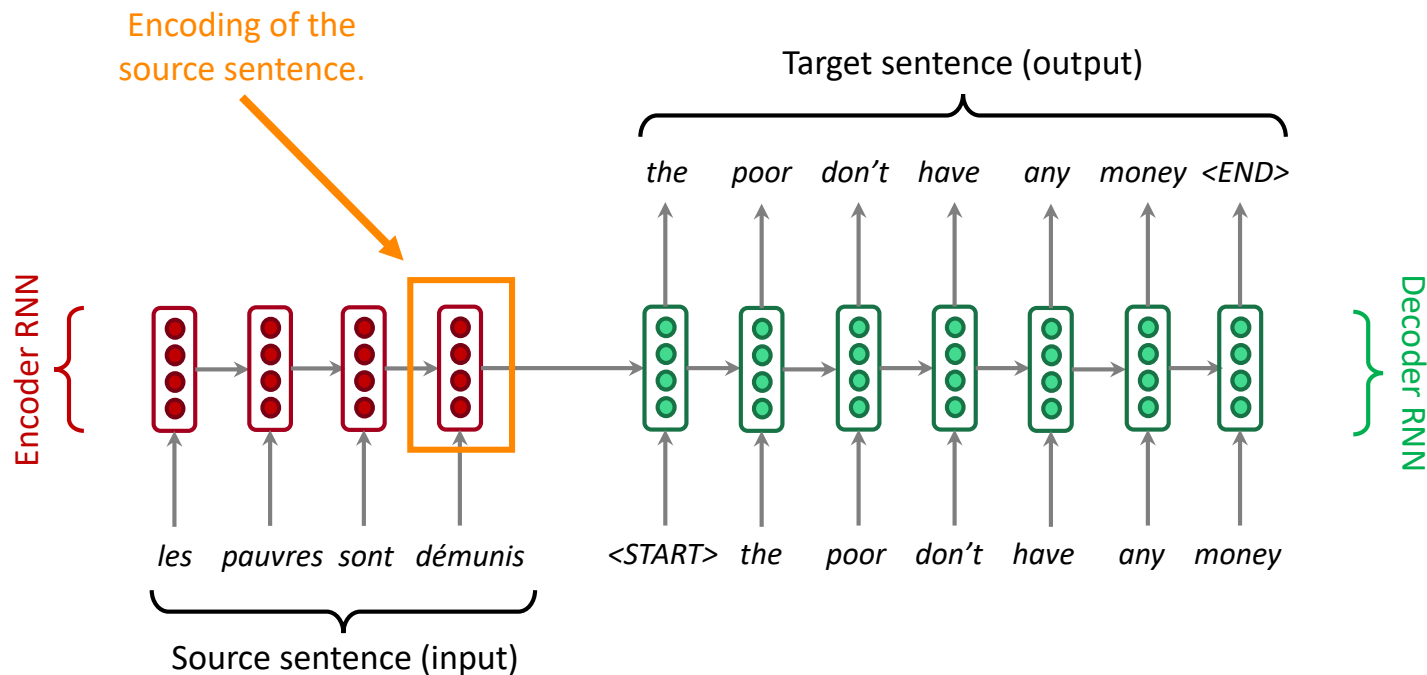 Encoding of the
source sentence.
Target sentence (output)
the poor don’t have any money <END>
Encoder RNN
Decoder RNN
les pauvres sont démunis
<START> the poor don’t have any money
Source sentence (input)